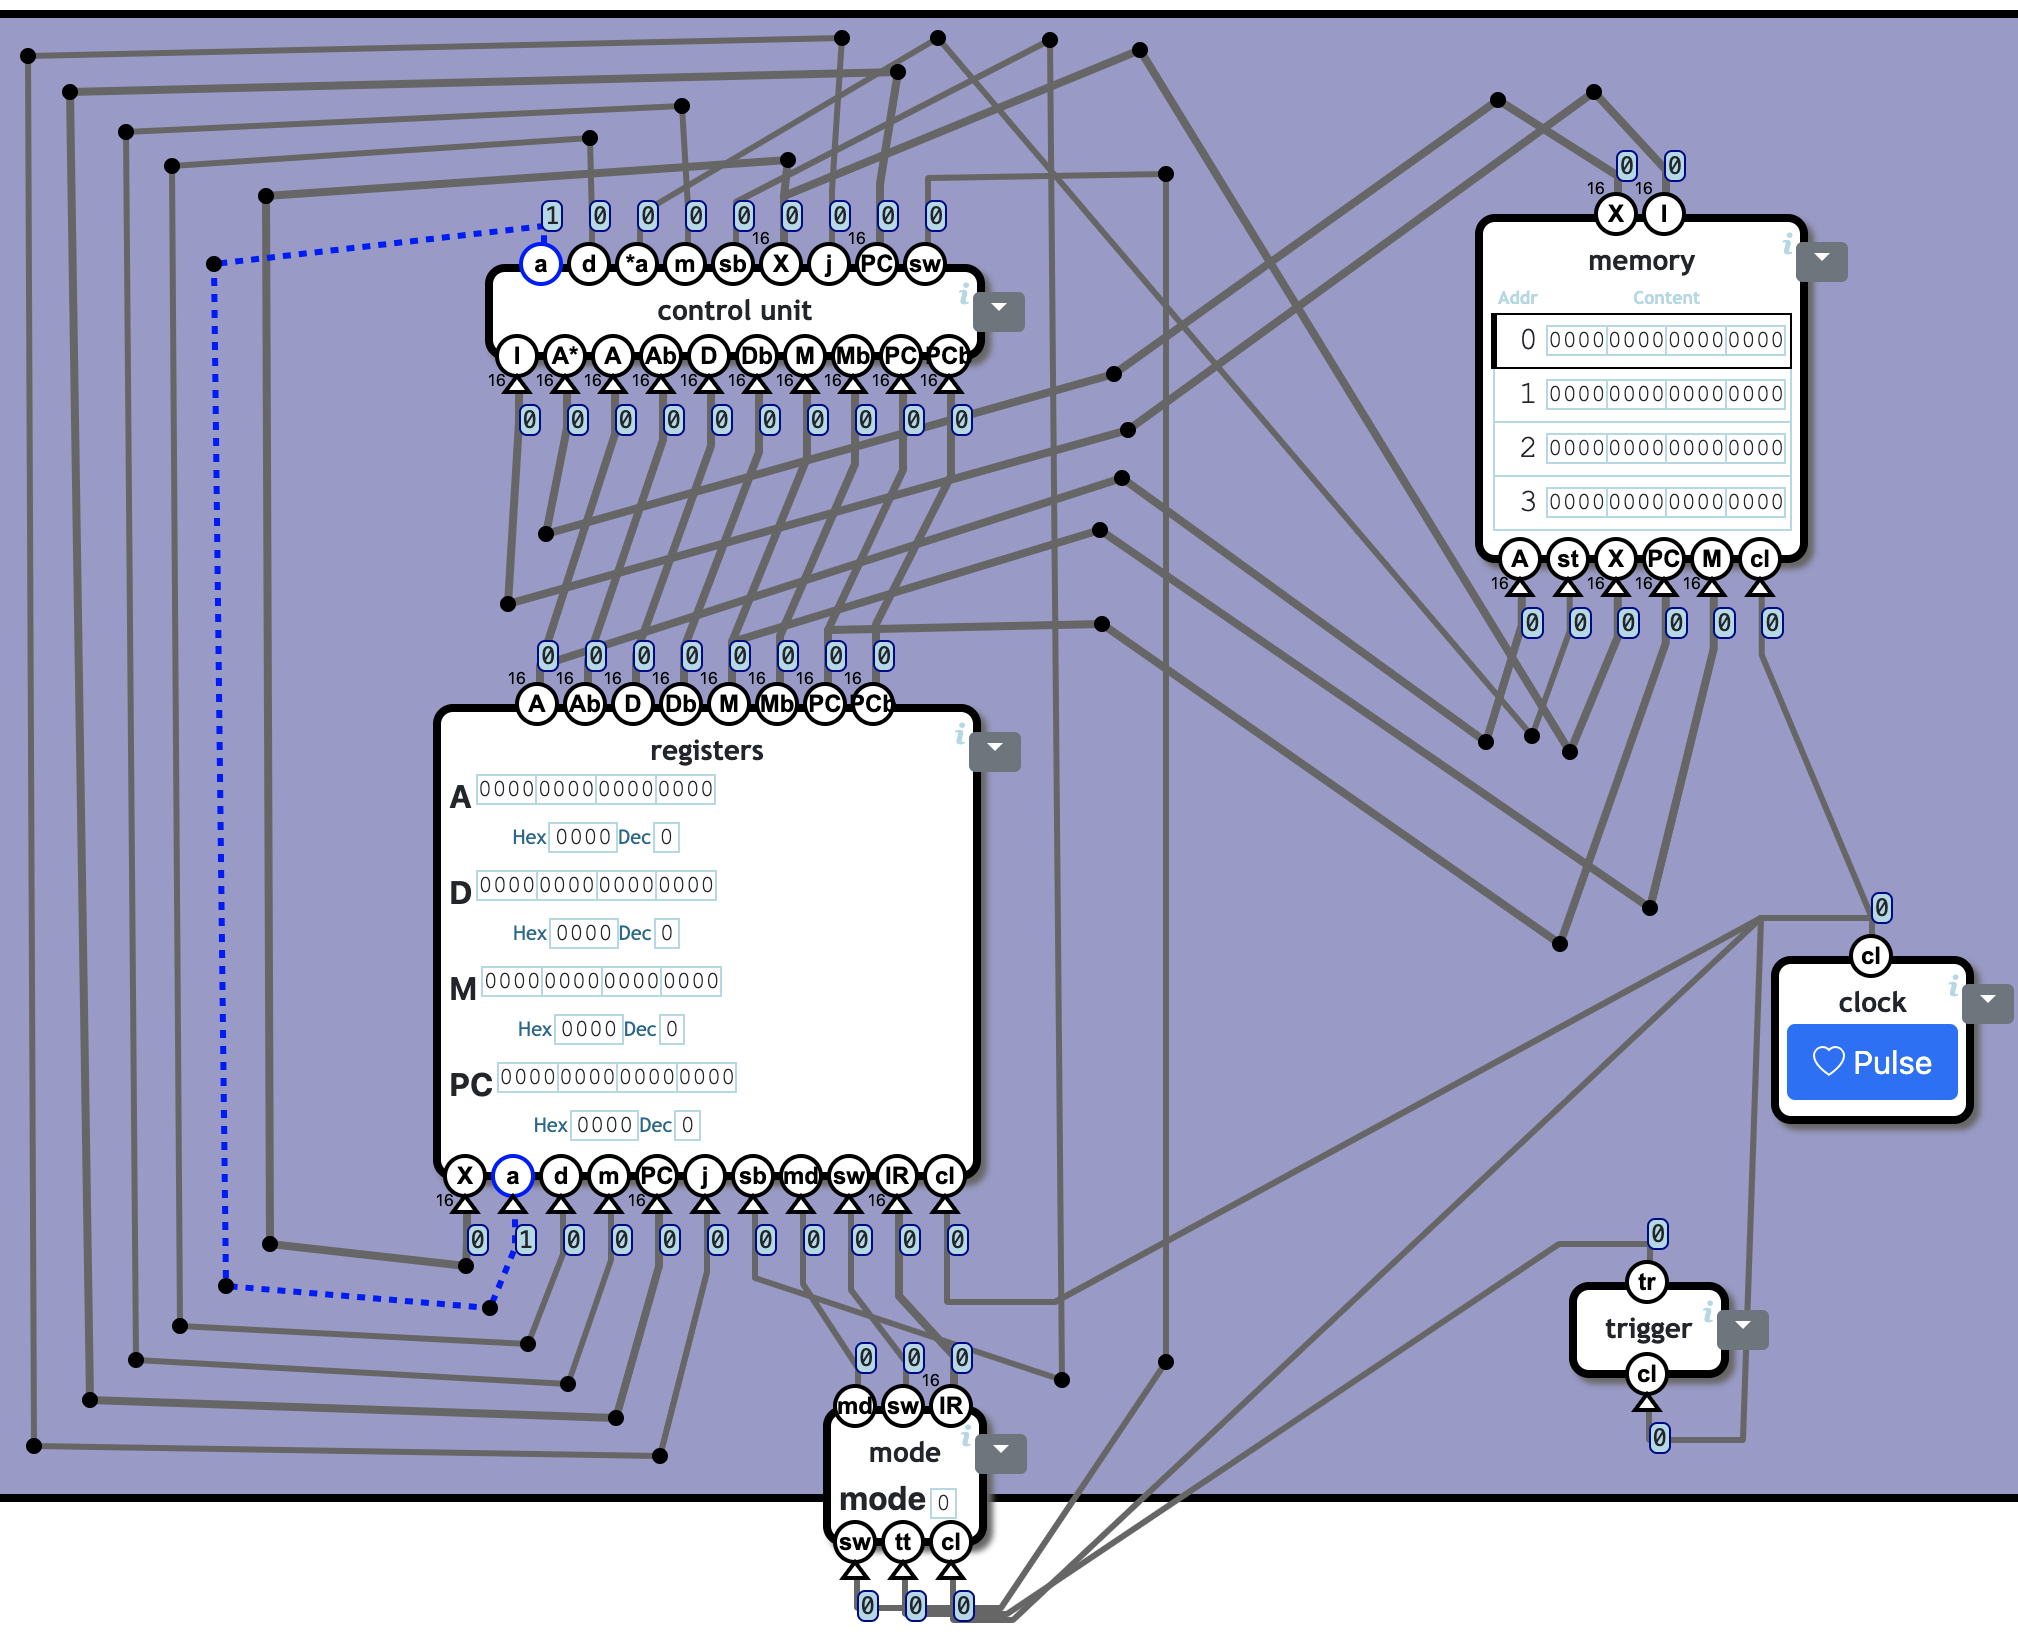 0 0
16 16
X I
1 0 0 0 0 0 0 0 0
16 16
a d *a m sb X j PC sw
i
control unit
I A* A Ab D Db M Mb PC PCb
16 16 16 16 16 16 16 16 16 16
0 0 0 0 0 0 0 0 0 0
i
memory
Addr Content
0 0000 0000 0000 0000
1 0000 0000 0000 0000
2 0000 0000 0000 0000
3 0000 0000 0000 0000
A st X PC M cl
16 16 16 16
0 0 0 0 0 0
0 0 0 0 0 0 0 0
16 16 16 16 16 16 16 16
A Ab D Db M Mb PC PCb
i
registers
A 0000 0000 0000 0000
Hex 0000 Dec 0
D 0000 0000 0000 0000
Hex 0000 Dec 0
M 0000 0000 0000 0000
Hex 0000 Dec 0
PC 0000 0000 0000 0000
Hex 0000 Dec 0
X a d m PC j sb md sw IR cl
16 16 16
0 1 0 0 0 0 0 0 0 0 0
0
cl
i
clock
Pulse
0
tr
i
trigger
cl
0
0 0 0
16
md sw IR
i
mode
mode 0
sw tt cl
0 0 0